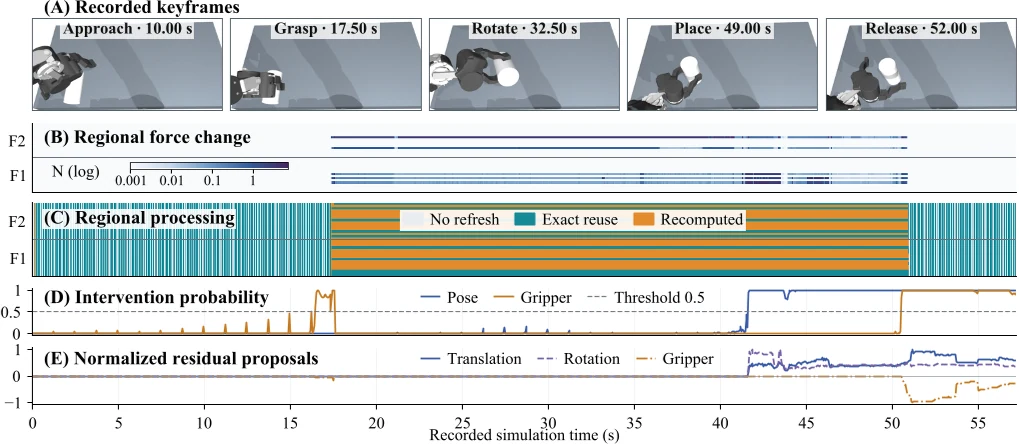 (A) Recorded keyframes
Approach · 10.00 s
Grasp · 17.50 s
Rotate · 32.50 s
Place · 49.00 s
Release · 52.00 s
(B) Regional force change
F2
F1
N (log)
0.001 0.01 0.1 1
(C) Regional processing
No refresh Exact reuse Recomputed
F2
F1
(D) Intervention probability
Pose Gripper Threshold 0.5
1
0.5
0
(E) Normalized residual proposals
Translation Rotation Gripper
1
0
−1
0 5 10 15 20 25 30 35 40 45 50 55
Recorded simulation time (s)